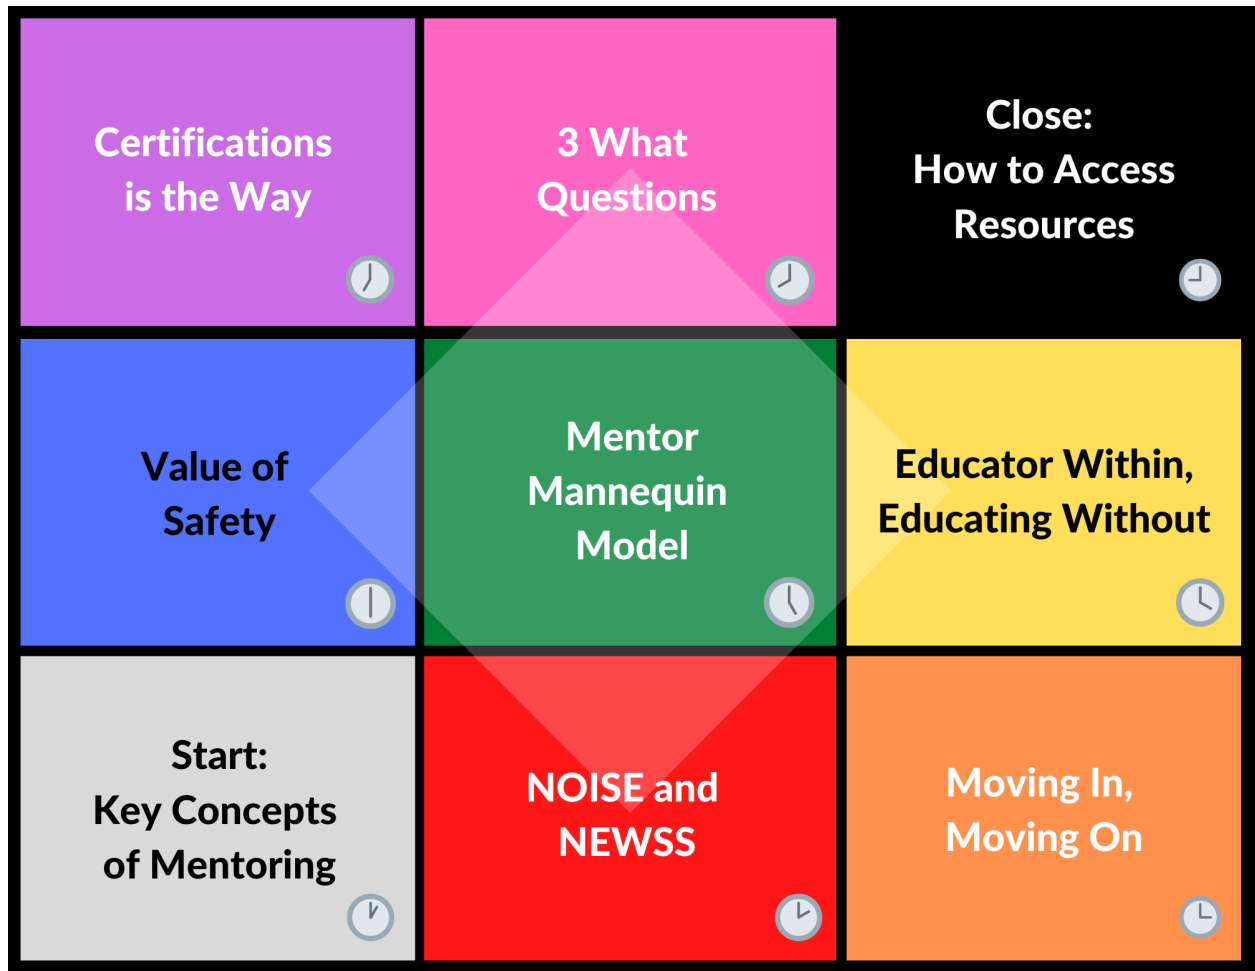 Certifications
is the Way
3 What
Questions
Close:
How to Access
Resources
Value of
Safety
Mentor
Mannequin
Model
Educator Within,
Educating Without
Start:
Key Concepts
of Mentoring
NOISE and
NEWSS
Moving In,
Moving On